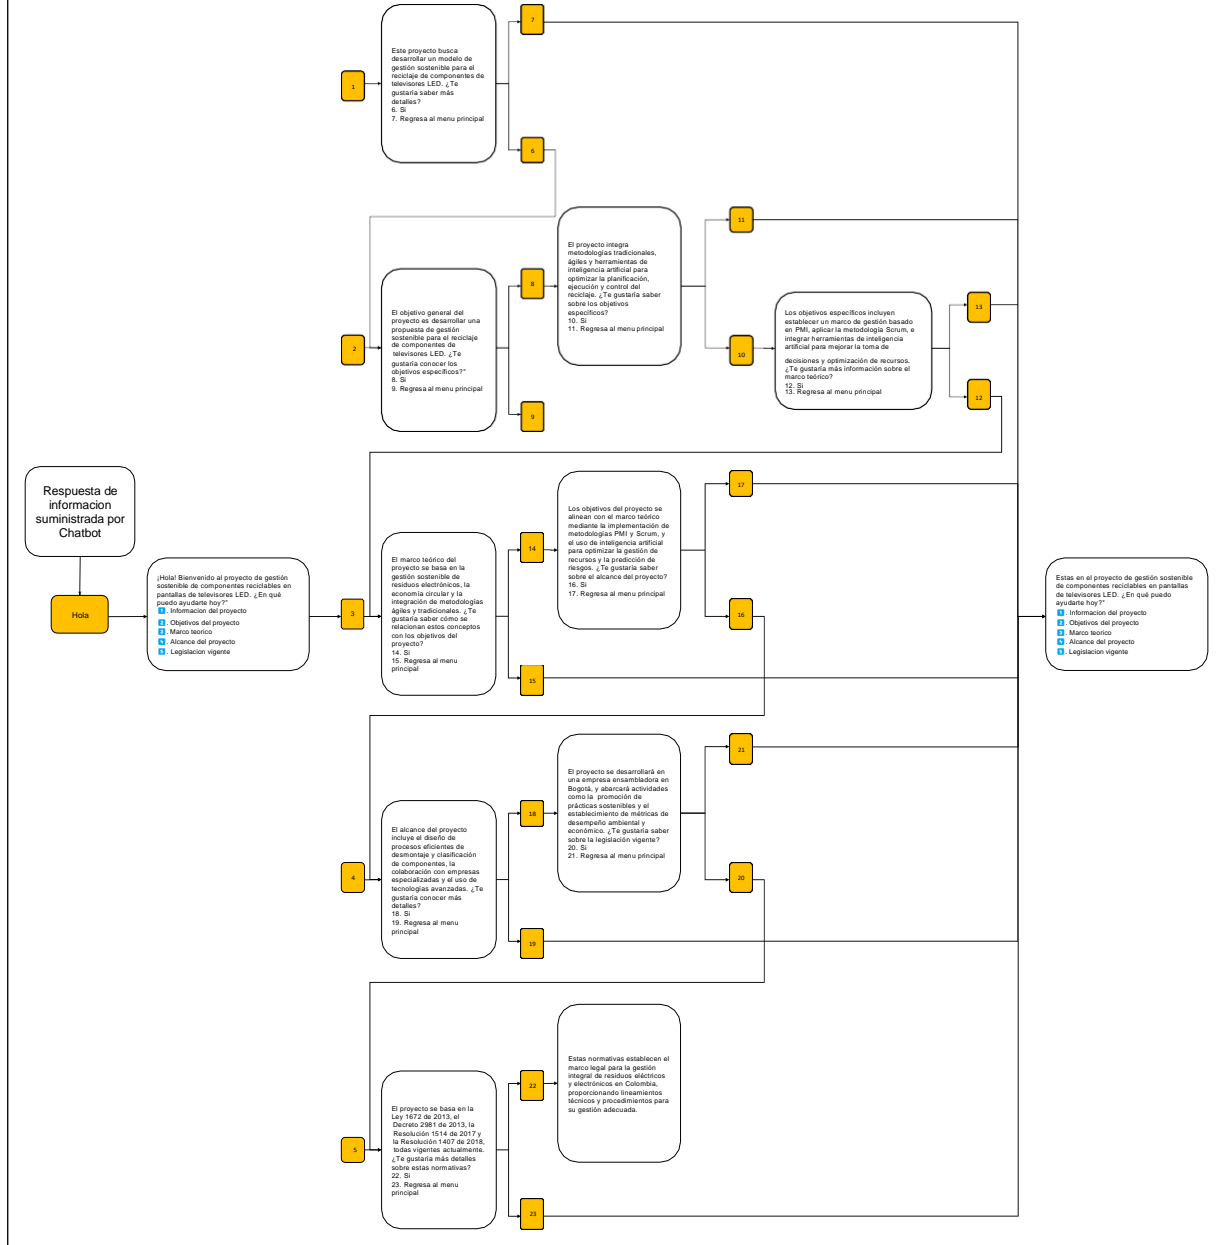 7
Este proyecto busca
desarrollar un modelo de
gestión sostenible para el
reciclaje de componentes de
televisores LED. ¿Te
gustaría saber más
detalles?
6. Si
7. Regresa al menu principal
1
6
El proyecto integra
metodologías tradicionales,
ágiles y herramientas de
inteligencia artificial para
optimizar la planificación,
ejecución y control del
reciclaje. ¿Te gustaría saber
sobre los objetivos
específicos?
10. Si
11. Regresa al menu principal
11
8
El objetivo general del
proyecto es desarrollar una
propuesta de gestión
sostenible para el reciclaje
de componentes de
televisores LED. ¿Te
gustaría conocer los
objetivos específicos?"
8. Si
9. Regresa al menu principal
2
10
Los objetivos específicos incluyen
establecer un marco de gestión basado
en PMI, aplicar la metodología Scrum, e
integrar herramientas de inteligencia
artificial para mejorar la toma de
decisiones y optimización de recursos.
¿Te gustaría más información sobre el
marco teórico?
12. Si
13. Regresa al menu principal
13
12
9
Respuesta de
informacion
suministrada por
Chatbot
Hola
¡Hola! Bienvenido al proyecto de gestión
sostenible de componentes reciclables en
pantallas de televisores LED. ¿En qué
puedo ayudarte hoy?"
1. Informacion del proyecto
2. Objetivos del proyecto
3. Marco teorico
4. Alcance del proyecto
5. Legislacion vigente
3
El marco teórico del
proyecto se basa en la
gestión sostenible de
residuos electrónicos, la
economía circular y la
integración de metodologías
ágiles y tradicionales. ¿Te
gustaría saber cómo se
relacionan estos conceptos
con los objetivos del
proyecto?
14. Si
15. Regresa al menu
principal
14
Los objetivos del proyecto se
alinean con el marco teórico
mediante la implementación de
metodologías PMI y Scrum, y
el uso de inteligencia artificial
para optimizar la gestión de
recursos y la predicción de
riesgos. ¿Te gustaría saber
sobre el alcance del proyecto?
16. Si
17. Regresa al menu principal
17
16
15
Estas en el proyecto de gestión sostenible
de componentes reciclables en pantallas
de televisores LED. ¿En qué puedo
ayudarte hoy?"
1. Informacion del proyecto
2. Objetivos del proyecto
3. Marco teorico
4. Alcance del proyecto
5. Legislacion vigente
4
El alcance del proyecto
incluye el diseño de
procesos eficientes de
desmontaje y clasificación
de componentes, la
colaboración con empresas
especializadas y el uso de
tecnologías avanzadas. ¿Te
gustaría conocer más
detalles?
18. Si
19. Regresa al menu
principal
18
El proyecto se desarrollará en
una empresa ensambladora en
Bogotá, y abarcará actividades
como la promoción de
prácticas sostenibles y el
establecimiento de métricas de
desempeño ambiental y
económico. ¿Te gustaría saber
sobre la legislación vigente?
20. Si
21. Regresa al menu principal
21
20
19
5
El proyecto se basa en la
Ley 1672 de 2013, el
Decreto 2981 de 2013, la
Resolución 1514 de 2017 y
la Resolución 1407 de 2018,
todas vigentes actualmente.
¿Te gustaría más detalles
sobre estas normativas?
22. Si
23. Regresa al menu
principal
22
Estas normativas establecen el
marco legal para la gestión
integral de residuos eléctricos
y electrónicos en Colombia,
proporcionando lineamientos
técnicos y procedimientos para
su gestión adecuada.
23